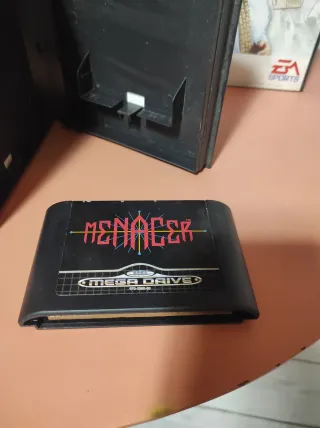 EA
SPORTS
MENACER
SEGA
MEGA DRIVE